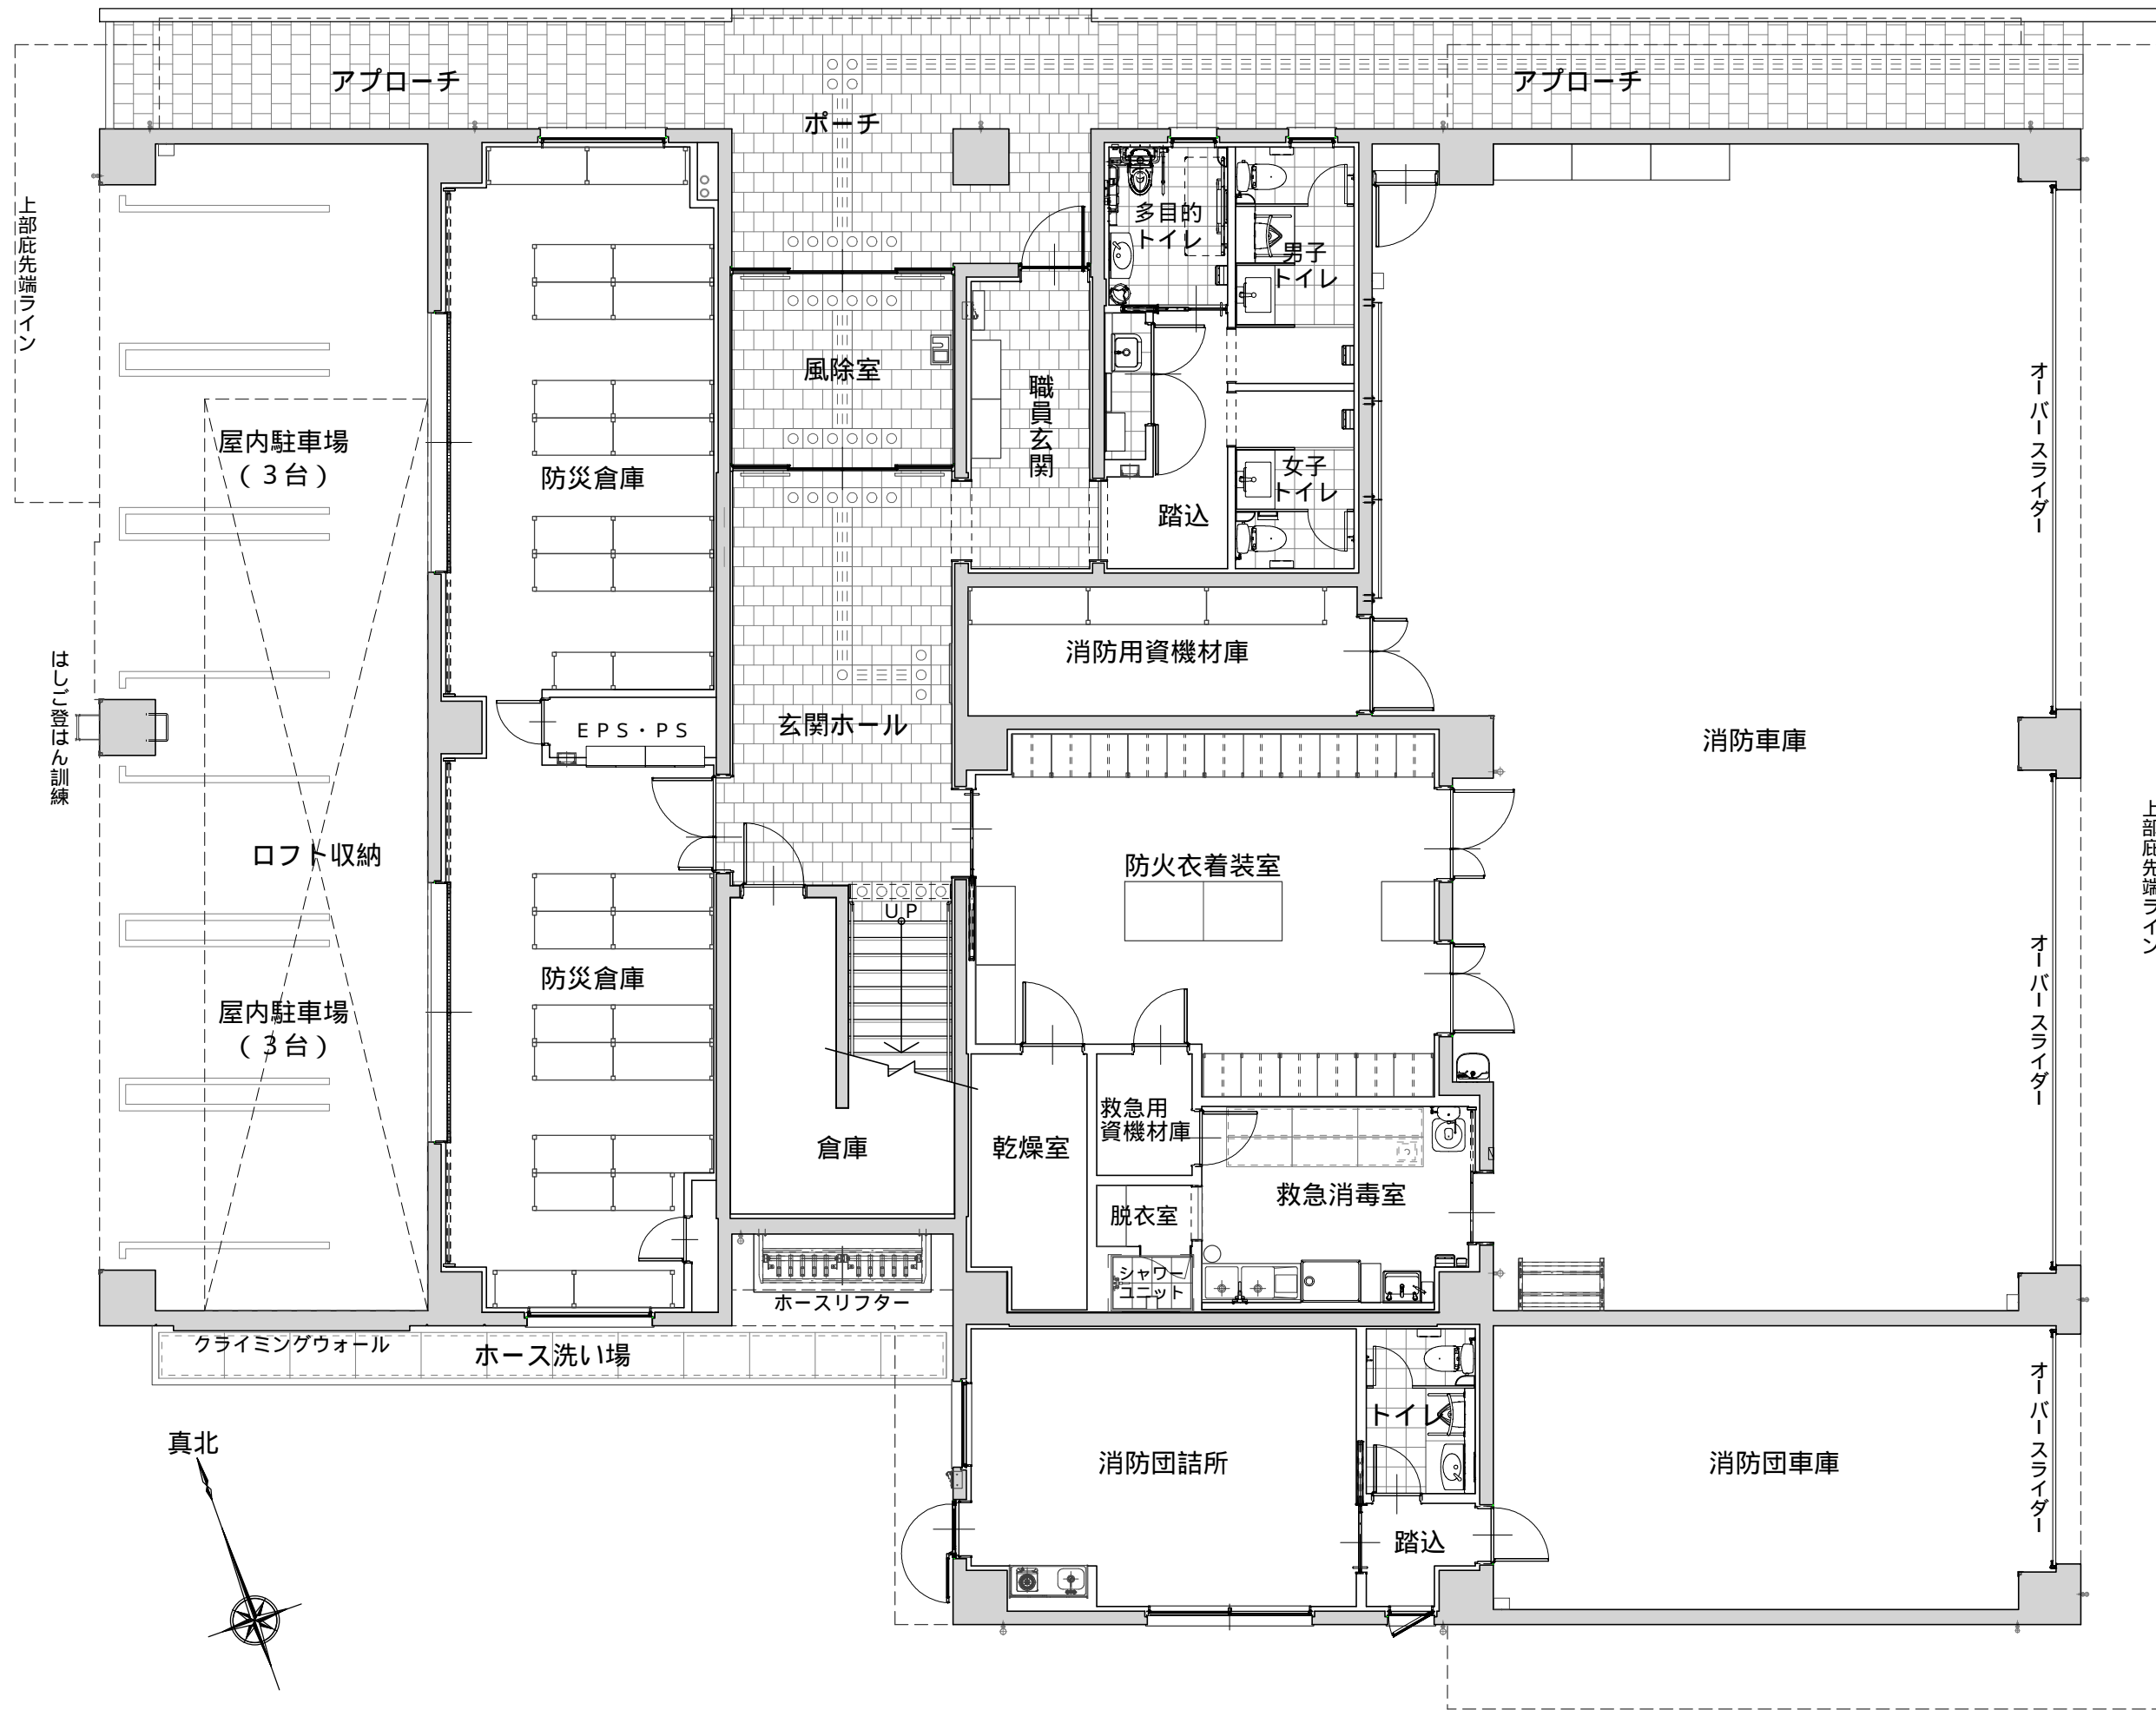 アプローチ
アプローチ
ポーチ
上部庇先端ライン
多目的
トイレ
男子
トイレ
風除室
職員玄関
オーバースライダー
屋内駐車場
（３台）
防災倉庫
女子
トイレ
踏込
消防用資機材庫
はしご登はん訓練
ＥＰＳ・ＰＳ
玄関ホール
消防車庫
ロフト収納
防火衣着装室
上部庇先端ライン
ＵＰ
防災倉庫
屋内駐車場
（３台）
オーバースライダー
倉庫
乾燥室
救急用
資機材庫
救急消毒室
脱衣室
シャワー
ユニット
ホースリフター
クライミングウォール
ホース洗い場
トイレ
オーバースライダー
真北
消防団詰所
消防団車庫
踏込